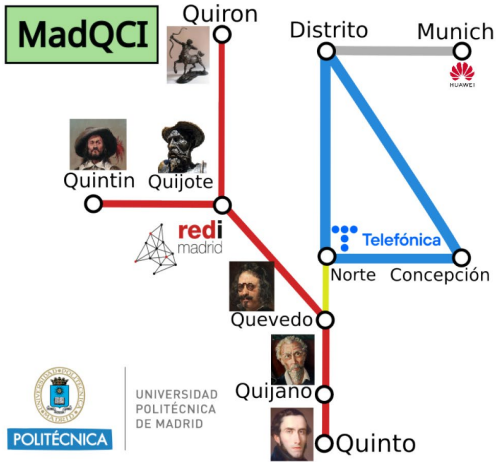 MadQCI
Quiron
Distrito
Munich
HUAWEI
Quintin
Quijote
redi
madrid
Telefónica
Norte
Concepción
Quevedo
Quijano
Quinto
UNIVERSIDAD
POLITÉCNICA
DE MADRID
POLITÉCNICA